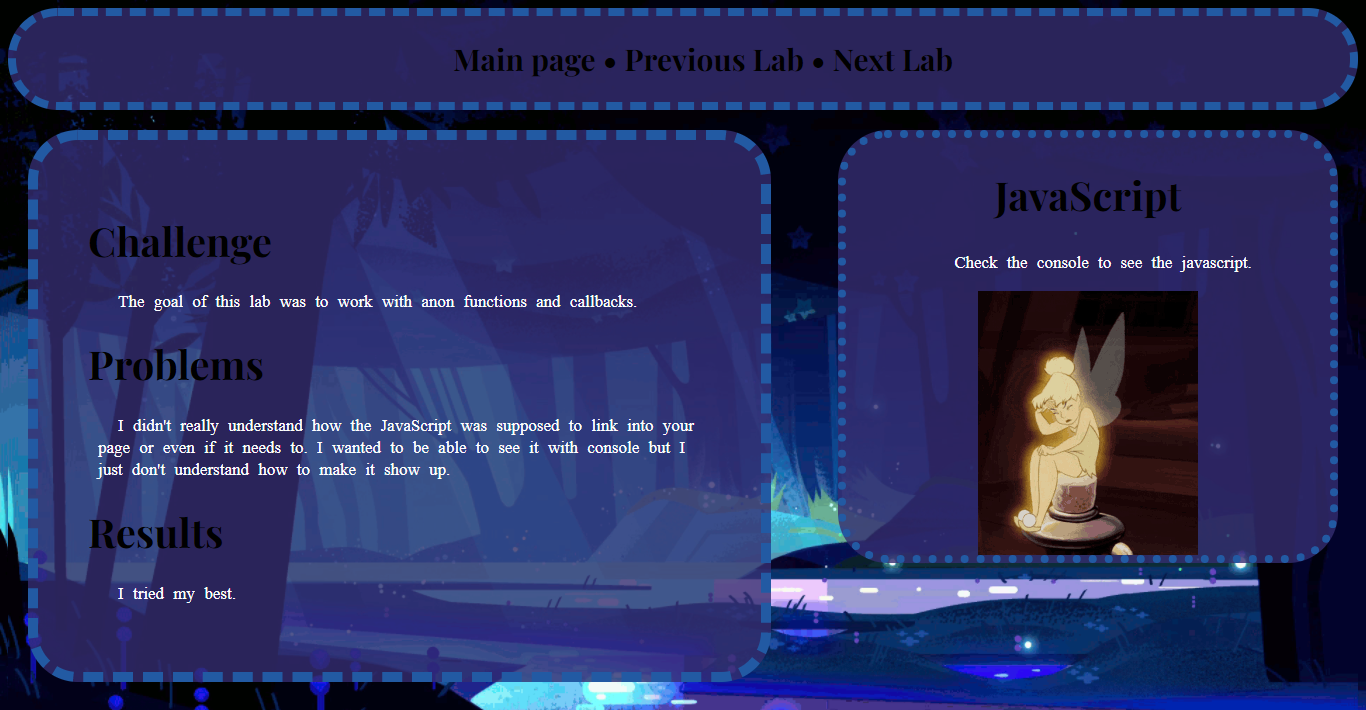 Main page • Previous Lab • Next Lab
Challenge
The goal of this lab was to work with anon functions and callbacks.
Problems
I didn't really understand how the JavaScript was supposed to link into your
page or even if it needs to. I wanted to be able to see it with console but I
just don't understand how to make it show up.
Results
I tried my best.
JavaScript
Check the console to see the javascript.